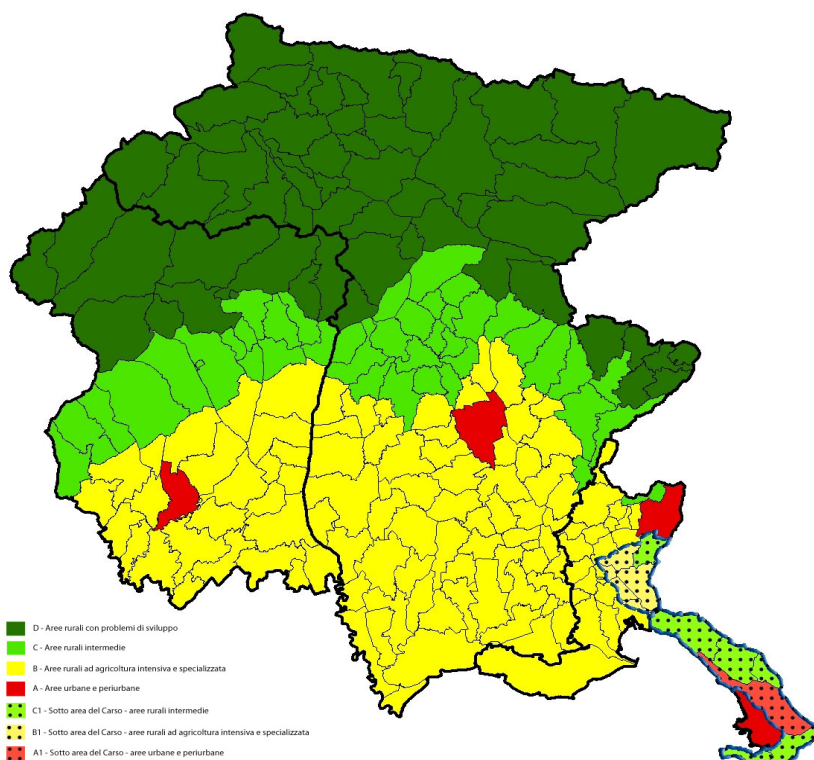 D - Aree rurali con problemi di sviluppo
C - Aree rurali intermedie
B - Aree rurali ad agricoltura intensiva e specializzata
A - Aree urbane e periurbane
C1 - Sotto area del Carso - aree rurali intermedie
B1 - Sotto area del Carso - aree rurali ad agricoltura intensiva e specializzata
A1 - Sotto area del Carso - aree urbane e periurbane